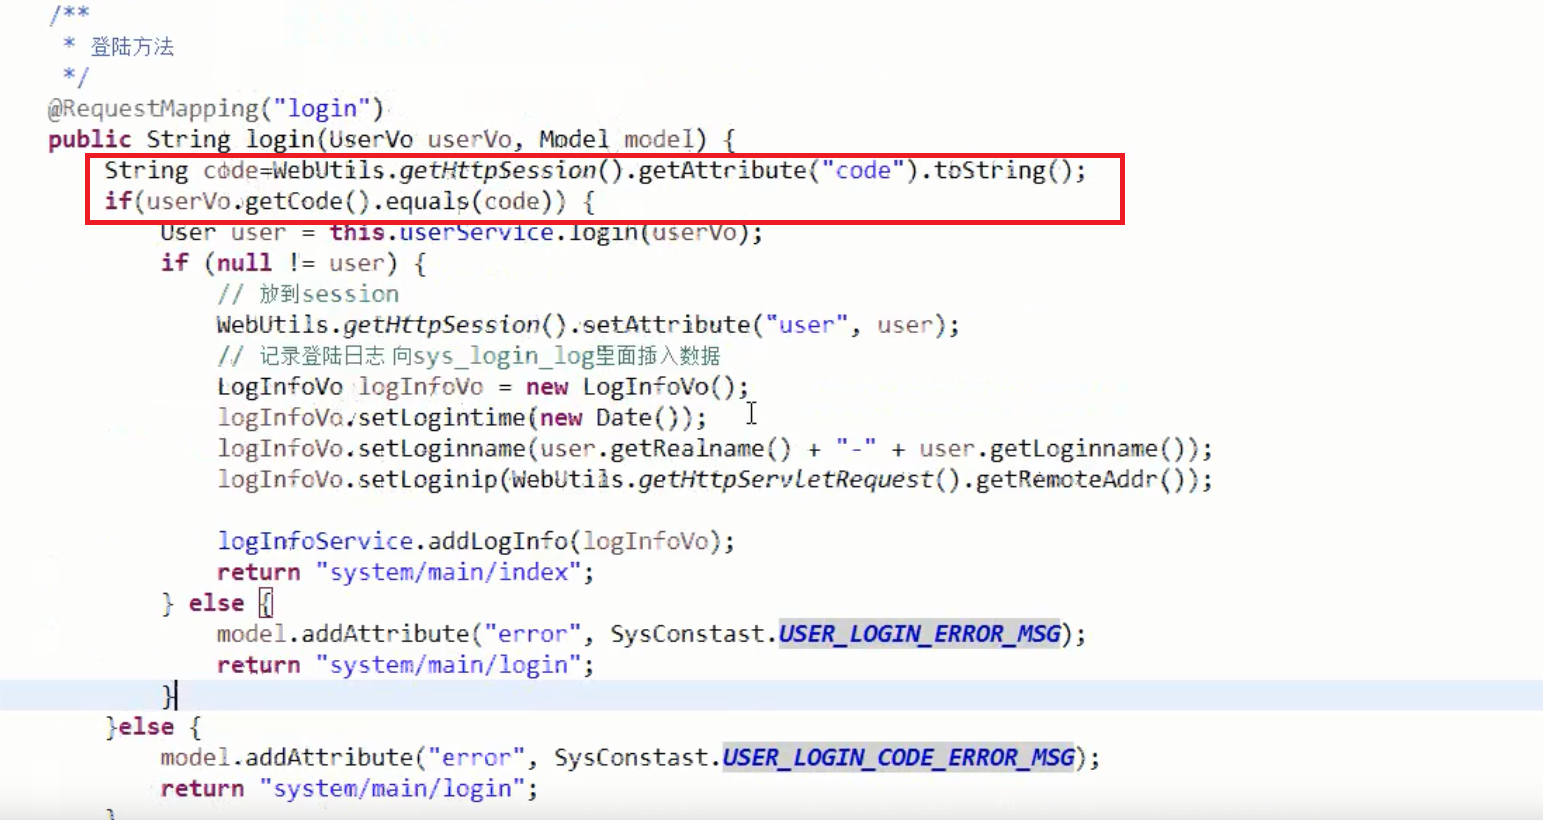 /**
 * 登陆方法
 */
@RequestMapping("login")
public String login(UserVo userVo, Model model) {
    String code=WebUtils.getHttpSession().getAttribute("code").toString();
    if(userVo.getCode().equals(code)) {
        User user = this.userService.login(userVo);
        if (null != user) {
            // 放到session
            WebUtils.getHttpSession().setAttribute("user", user);
            // 记录登陆日志 向sys_login_log里面插入数据
            LogInfoVo logInfoVo = new LogInfoVo();
            logInfoVo.setLogintime(new Date());
            logInfoVo.setLoginname(user.getRealname() + "-" + user.getLoginname());
            logInfoVo.setLoginip(WebUtils.getHttpServletRequest().getRemoteAddr());
            logInfoService.addLogInfo(logInfoVo);
            return "system/main/index";
        } else {
            model.addAttribute("error", SysConstast.USER_LOGIN_ERROR_MSG);
            return "system/main/login";
        }
    }else {
        model.addAttribute("error", SysConstast.USER_LOGIN_CODE_ERROR_MSG);
        return "system/main/login";
    }